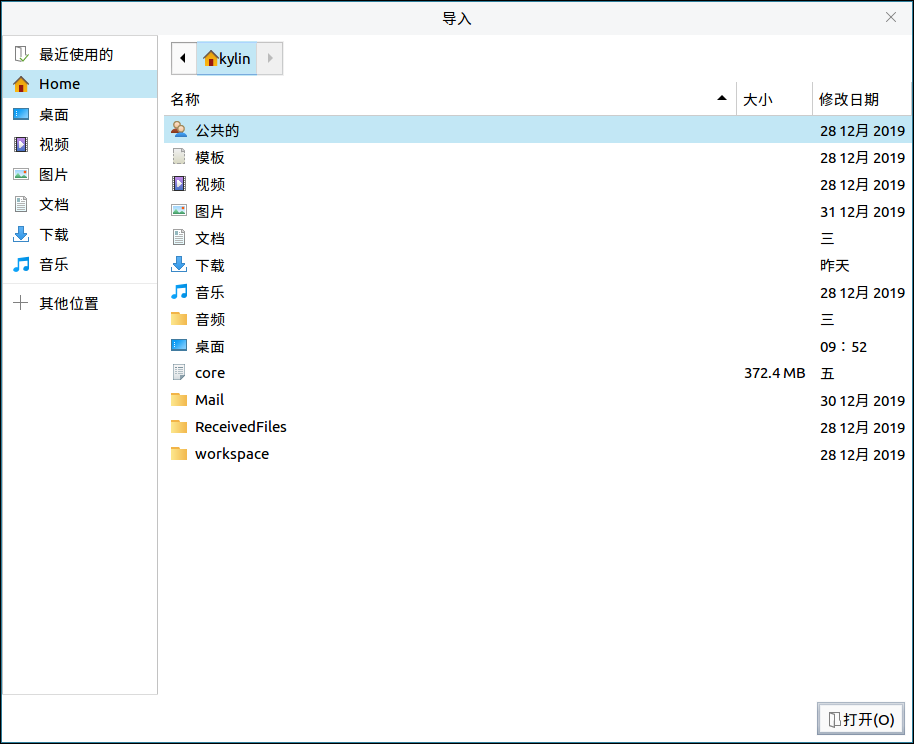 导入
最近使用的
Home
桌面
视频
图片
文档
下载
音乐
其他位置
kylin
名称 大小 修改日期
公共的 28 12月 2019
模板 28 12月 2019
视频 28 12月 2019
图片 31 12月 2019
文档 三
下载 昨天
音乐 28 12月 2019
音频 三
桌面 09：52
core 372.4 MB 五
Mail 30 12月 2019
ReceivedFiles 28 12月 2019
workspace 28 12月 2019
打开(O)